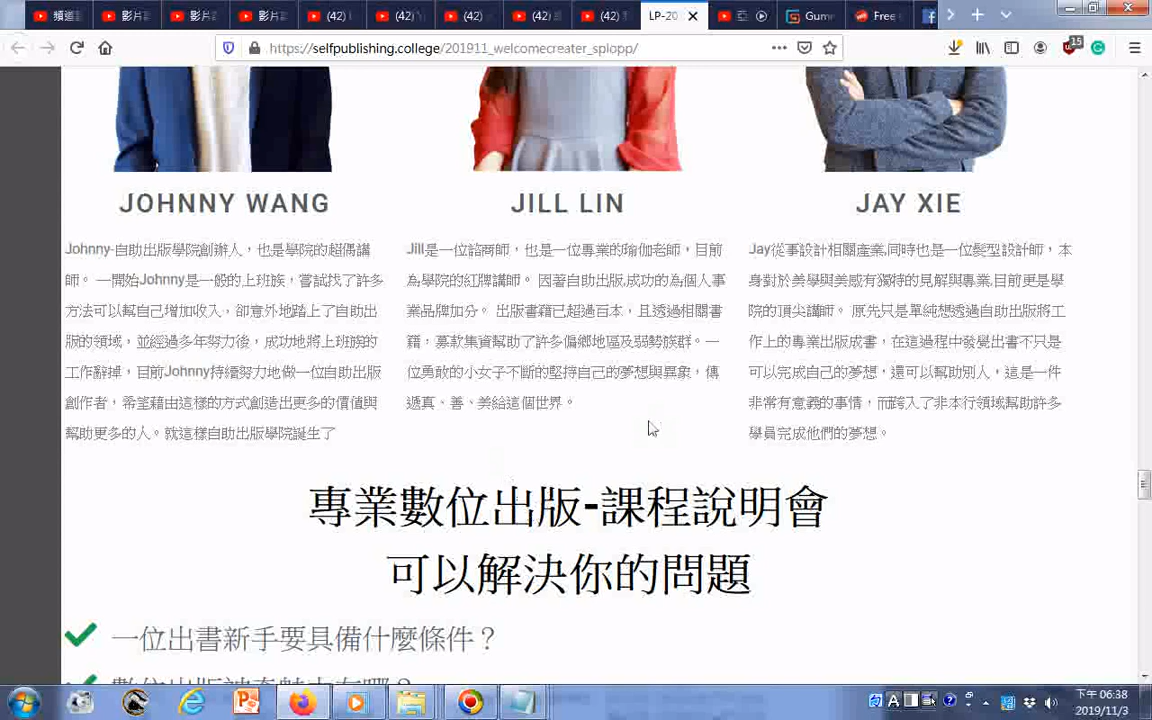 頻道
影片
影片
影片
(42)
(42)
(42)
(42)
(42)
LP-20
Gum
Free
https://selfpublishing.college/201911_welcomecreater_splopp/
15
JOHNNY WANG
JILL LIN
JAY XIE
Johnny-自助出版學院創辦人，也是學院的超偶講
師。 一開始Johnny是一般的上班族，嘗試找了許多
方法可以幫自己增加收入，卻意外地踏上了自助出
版的領域，並經過多年努力後，成功地將上班族的
工作辭掉，目前Johnny持續努力地做一位自助出版
創作者，希望藉由這樣的方式創造出更多的價值與
幫助更多的人。就這樣自助出版學院誕生了
Jill是一位諮商師，也是一位專業的瑜伽老師，目前
為學院的紅牌講師。 因著自助出版,成功的為個人事
業品牌加分。 出版書籍已超過百本，且透過相關書
籍，募款集資幫助了許多偏鄉地區及弱勢族群。一
位勇敢的小女子不斷的堅持自己的夢想與異象，傳
遞真、善、美給這個世界。
Jay從事設計相關產業,同時也是一位髮型設計師，本
身對於美學與美感有獨特的見解與專業,目前更是學
院的頂尖講師。 原先只是單純想透過自助出版將工
作上的專業出版成書，在這過程中發覺出書不只是
可以完成自己的夢想，還可以幫助別人，這是一件
非常有意義的事情，而跨入了非本行領域幫助許多
學員完成他們的夢想。
專業數位出版-課程說明會
可以解決你的問題
一位出書新手要具備什麼條件？
下午 06:38
2019/11/3